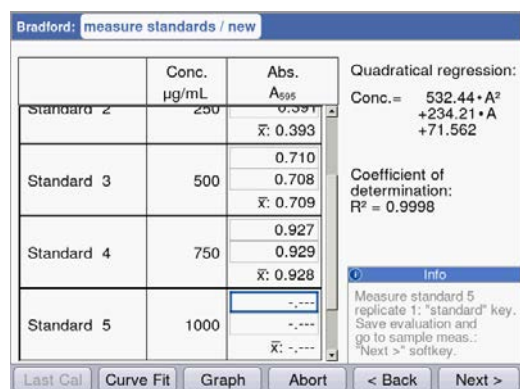 Bradford: measure standards / new
Conc. Abs.
µg/mL A₅₉₅
Standard 2 250 0.391
x̅: 0.393
0.710
Standard 3 500 0.708
x̅: 0.709
0.927
Standard 4 750 0.929
x̅: 0.928
-.---
Standard 5 1000 -.---
x̅: -.---
Quadratical regression:
Conc.= 532.44•A²
+234.21•A
+71.562
Coefficient of
determination:
R² = 0.9998
Info
Measure standard 5
replicate 1: "standard" key.
Save evaluation and
go to sample meas.:
"Next >" softkey.
Last Cal Curve Fit Graph Abort < Back Next >